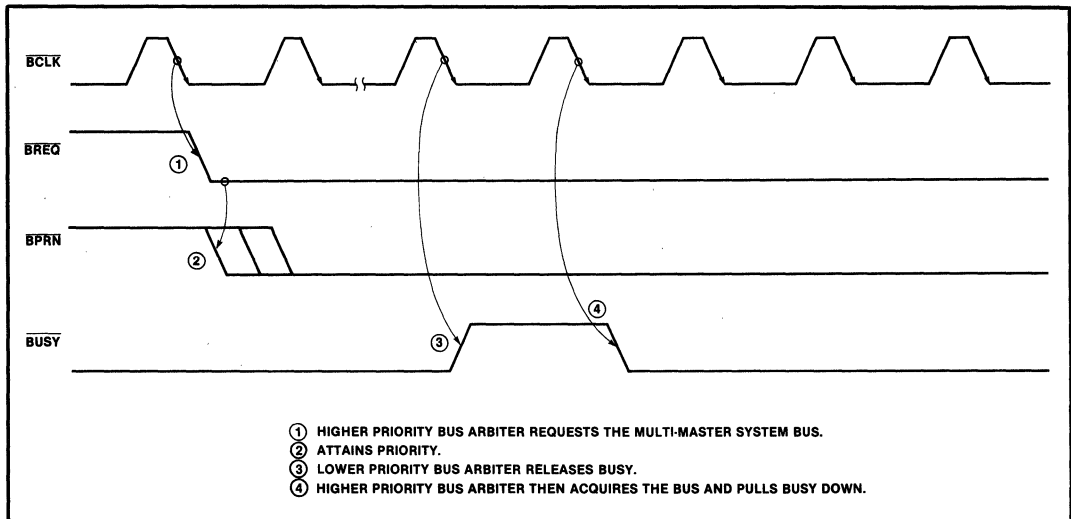 BCLK
BREQ
①
BPRN
②
BUSY
③
④
① HIGHER PRIORITY BUS ARBITER REQUESTS THE MULTI-MASTER SYSTEM BUS.
② ATTAINS PRIORITY.
③ LOWER PRIORITY BUS ARBITER RELEASES BUSY.
④ HIGHER PRIORITY BUS ARBITER THEN ACQUIRES THE BUS AND PULLS BUSY DOWN.